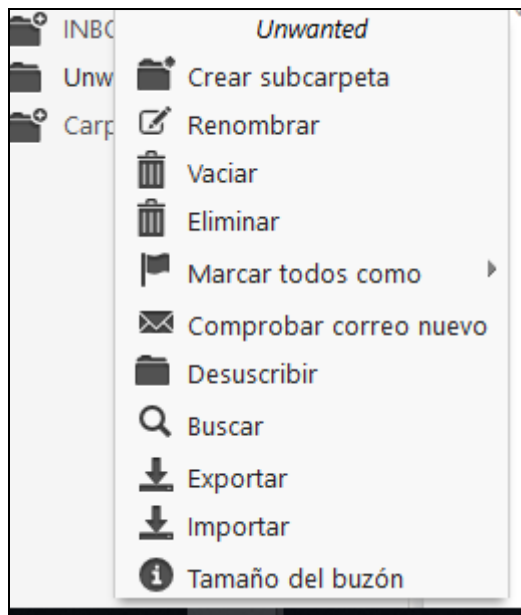 Unwanted
INBC
Crear subcarpeta
Unw
Renombrar
Carp
Vaciar
Eliminar
Marcar todos como
Comprobar correo nuevo
Desuscribir
Buscar
Exportar
Importar
Tamaño del buzón